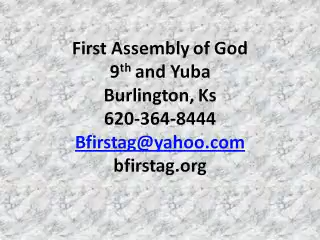 First Assembly of God
9th and Yuba
Burlington, Ks
620-364-8444
Bfirstag@yahoo.com
bfirstag.org